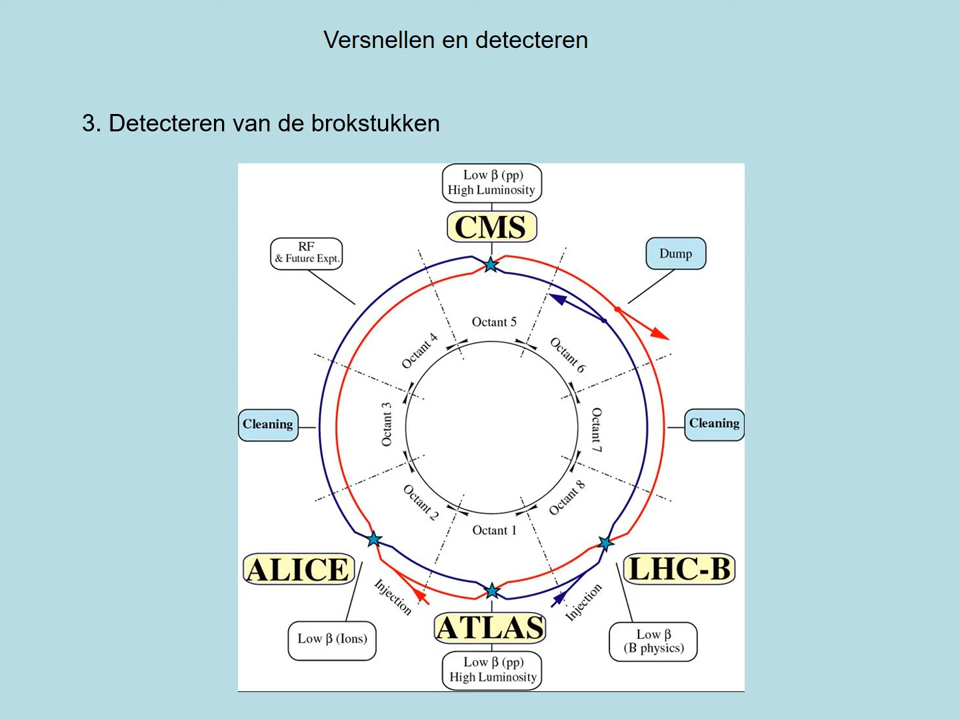 Versnellen en detecteren
3. Detecteren van de brokstukken
Low β (pp)
High Luminosity
CMS
RF
& Future Expt.
Dump
Octant 5
Octant 4
Octant 6
Cleaning
Octant 3
Octant 7
Cleaning
Octant 2
Octant 8
Octant 1
ALICE
LHC-B
Injection
Injection
ATLAS
Low β (Ions)
Low β
(B physics)
Low β (pp)
High Luminosity